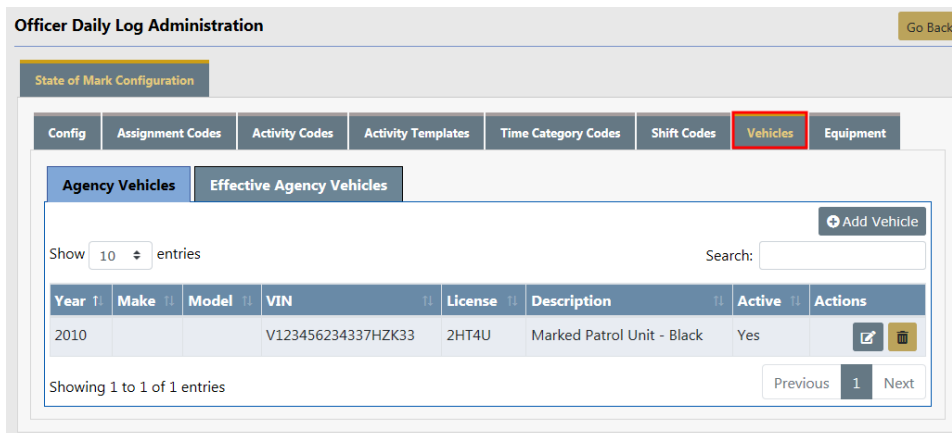 Officer Daily Log Administration
Go Back
State of Mark Configuration
Config Assignment Codes Activity Codes Activity Templates Time Category Codes Shift Codes Vehicles Equipment
Agency Vehicles Effective Agency Vehicles
Add Vehicle
Show 10 entries Search:
Year Make Model VIN License Description Active Actions
2010 V123456234337HZK33 2HT4U Marked Patrol Unit - Black Yes
Showing 1 to 1 of 1 entries Previous 1 Next